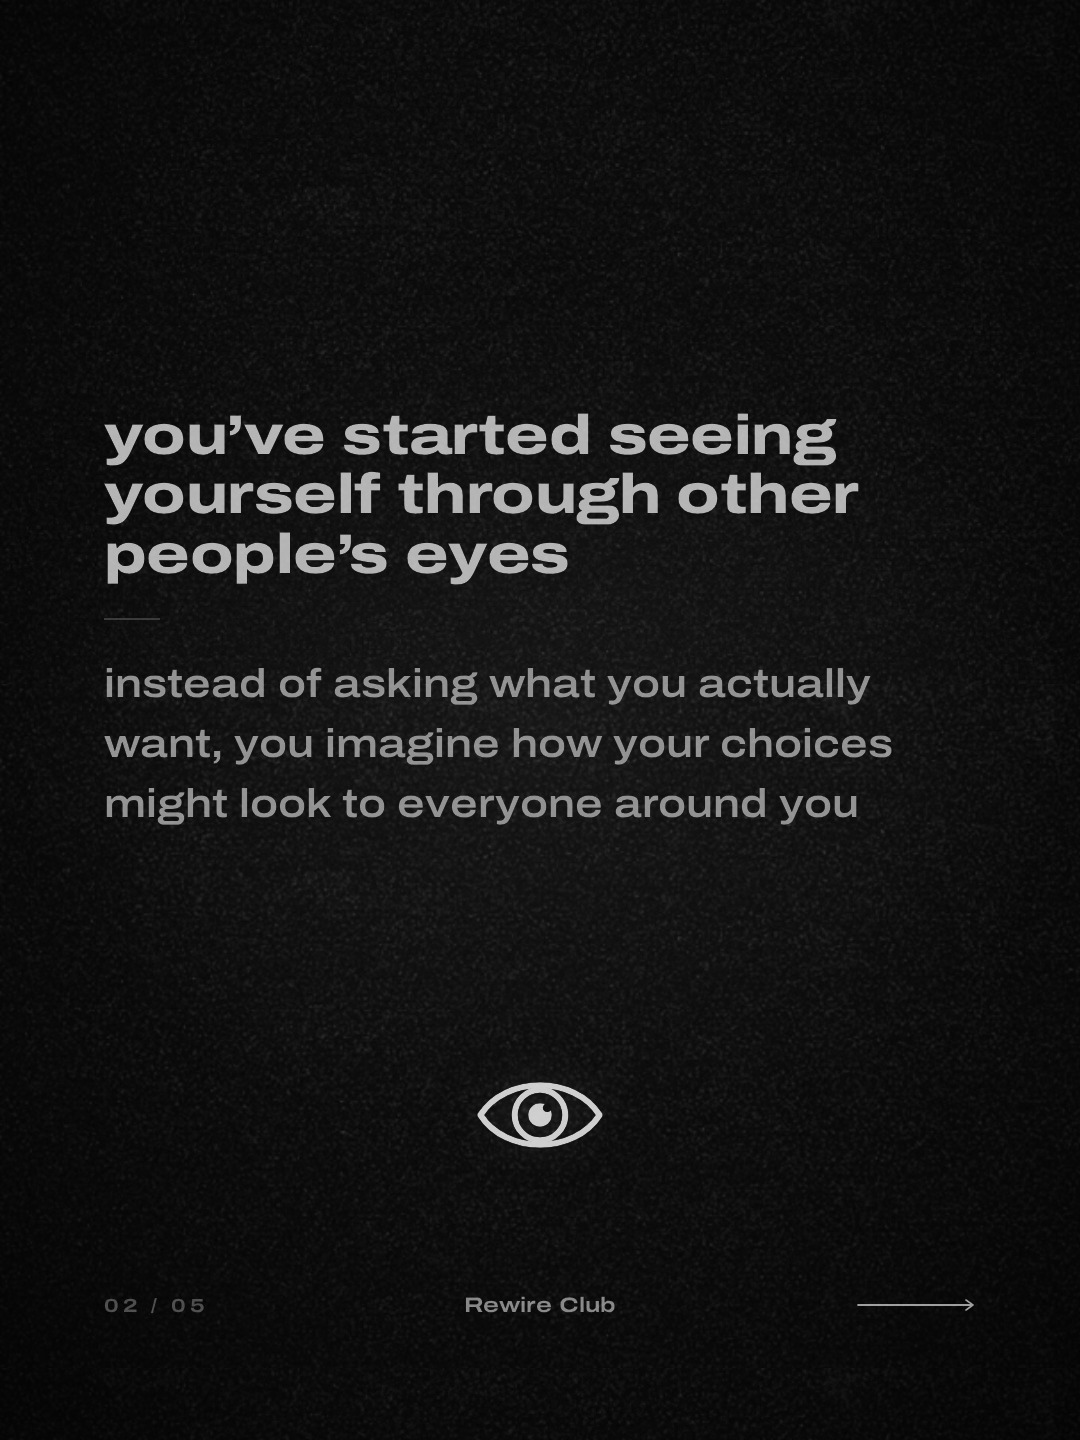 you’ve started seeing
yourself through other
people’s eyes
instead of asking what you actually
want, you imagine how your choices
might look to everyone around you
02 / 05
Rewire Club